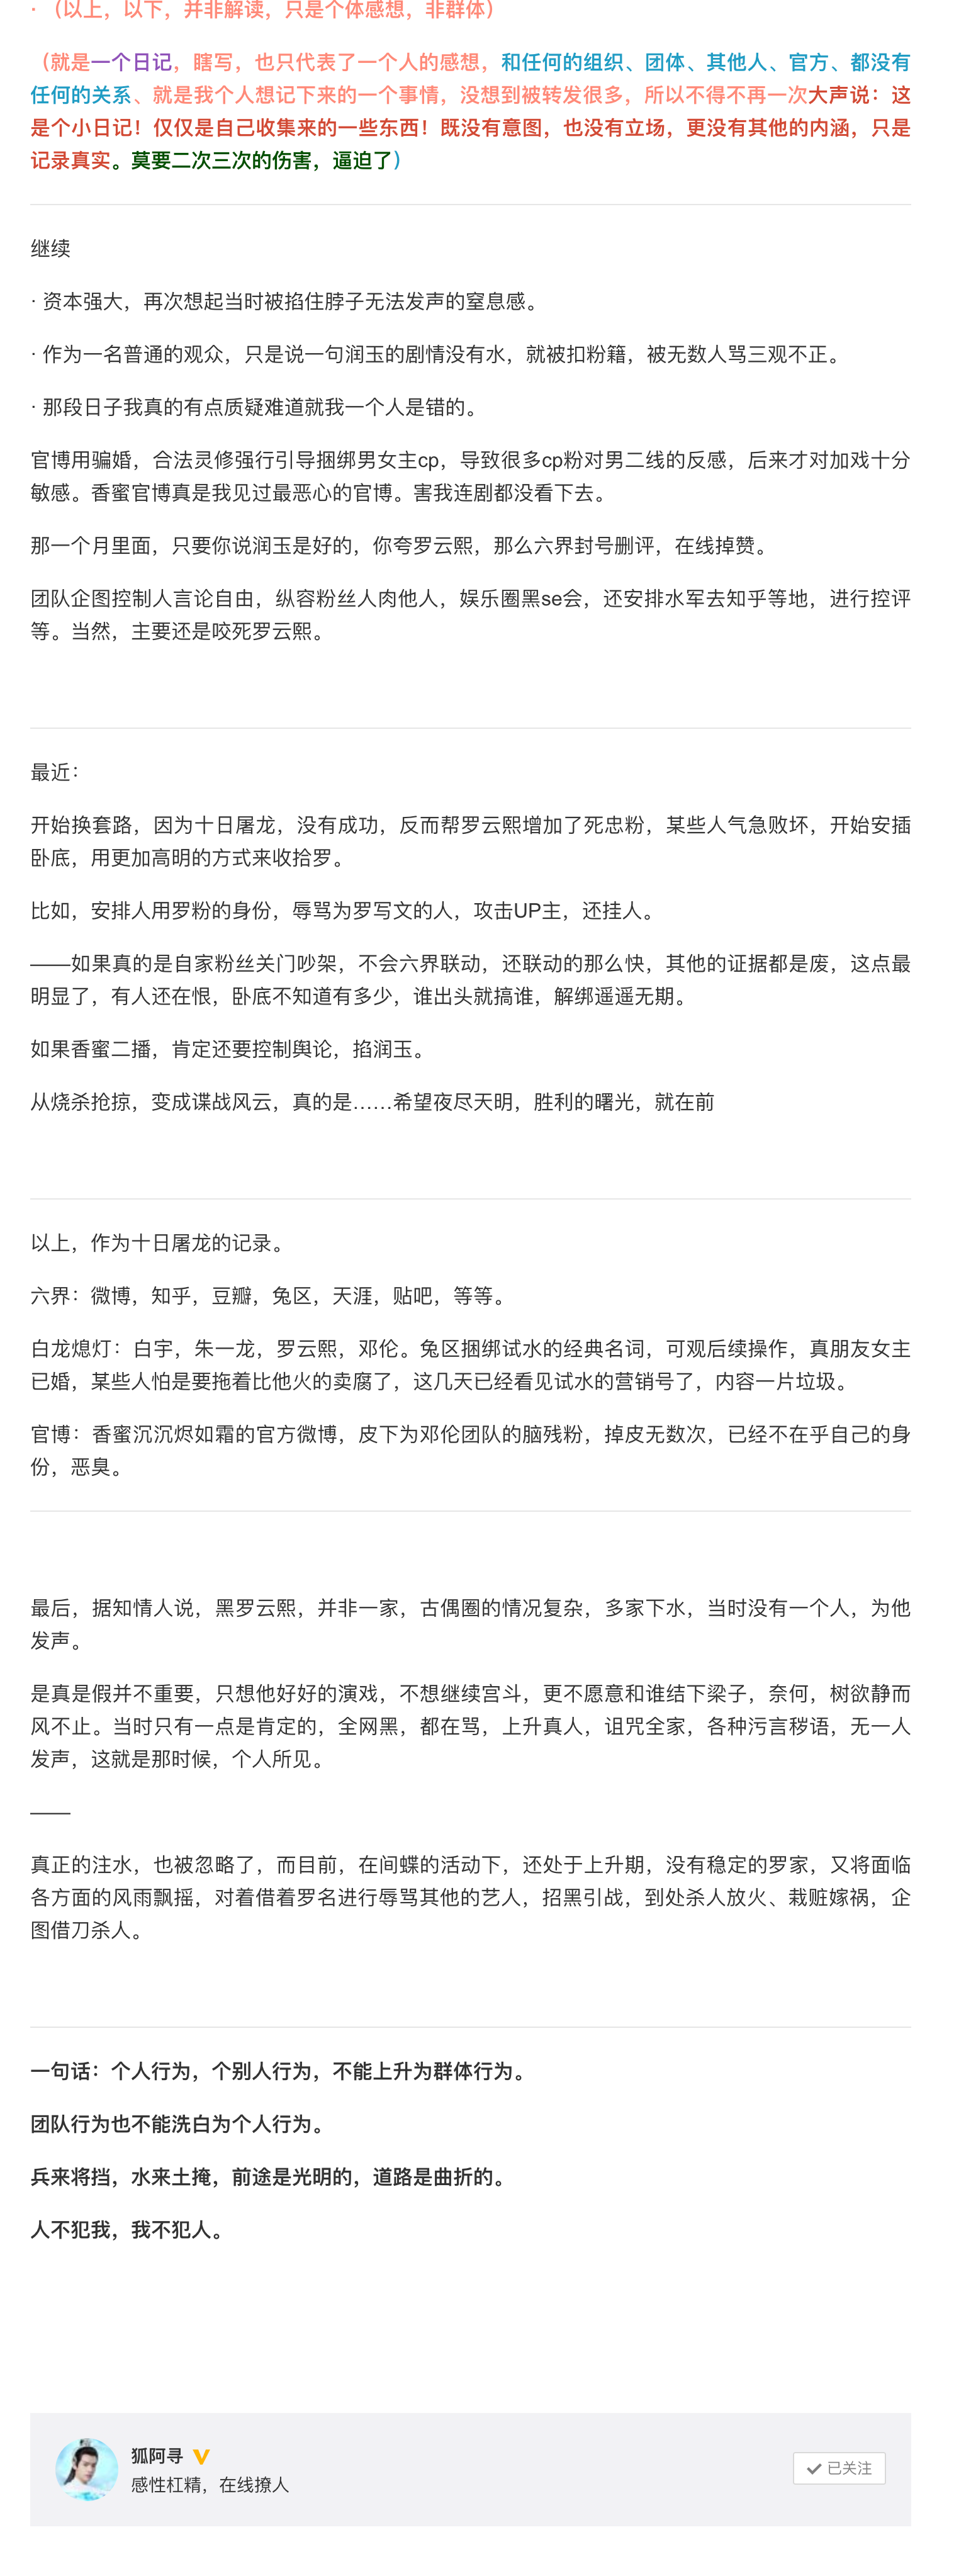 · （以上，以下，并非解读，只是个体感想，非群体）
（就是一个日记，瞎写，也只代表了一个人的感想，和任何的组织、团体、其他人、官方、都没有
任何的关系、就是我个人想记下来的一个事情，没想到被转发很多，所以不得不再一次大声说：这
是个小日记！仅仅是自己收集来的一些东西！既没有意图，也没有立场，更没有其他的内涵，只是
记录真实。莫要二次三次的伤害，逼迫了）
继续
· 资本强大，再次想起当时被掐住脖子无法发声的窒息感。
· 作为一名普通的观众，只是说一句润玉的剧情没有水，就被扣粉籍，被无数人骂三观不正。
· 那段日子我真的有点质疑难道就我一个人是错的。
官博用骗婚，合法灵修强行引导捆绑男女主cp，导致很多cp粉对男二线的反感，后来才对加戏十分
敏感。香蜜官博真是我见过最恶心的官博。害我连剧都没看下去。
那一个月里面，只要你说润玉是好的，你夸罗云熙，那么六界封号删评，在线掉赞。
团队企图控制人言论自由，纵容粉丝人肉他人，娱乐圈黑se会，还安排水军去知乎等地，进行控评
等。当然，主要还是咬死罗云熙。
最近：
开始换套路，因为十日屠龙，没有成功，反而帮罗云熙增加了死忠粉，某些人气急败坏，开始安插
卧底，用更加高明的方式来收拾罗。
比如，安排人用罗粉的身份，辱骂为罗写文的人，攻击UP主，还挂人。
——如果真的是自家粉丝关门吵架，不会六界联动，还联动的那么快，其他的证据都是废，这点最
明显了，有人还在恨，卧底不知道有多少，谁出头就搞谁，解绑遥遥无期。
如果香蜜二播，肯定还要控制舆论，掐润玉。
从烧杀抢掠，变成谍战风云，真的是……希望夜尽天明，胜利的曙光，就在前
以上，作为十日屠龙的记录。
六界：微博，知乎，豆瓣，兔区，天涯，贴吧，等等。
白龙熄灯：白宇，朱一龙，罗云熙，邓伦。兔区捆绑试水的经典名词，可观后续操作，真朋友女主
已婚，某些人怕是要拖着比他火的卖腐了，这几天已经看见试水的营销号了，内容一片垃圾。
官博：香蜜沉沉烬如霜的官方微博，皮下为邓伦团队的脑残粉，掉皮无数次，已经不在乎自己的身
份，恶臭。
最后，据知情人说，黑罗云熙，并非一家，古偶圈的情况复杂，多家下水，当时没有一个人，为他
发声。
是真是假并不重要，只想他好好的演戏，不想继续宫斗，更不愿意和谁结下梁子，奈何，树欲静而
风不止。当时只有一点是肯定的，全网黑，都在骂，上升真人，诅咒全家，各种污言秽语，无一人
发声，这就是那时候，个人所见。
——
真正的注水，也被忽略了，而目前，在间蝶的活动下，还处于上升期，没有稳定的罗家，又将面临
各方面的风雨飘摇，对着借着罗名进行辱骂其他的艺人，招黑引战，到处杀人放火、栽赃嫁祸，企
图借刀杀人。
一句话：个人行为，个别人行为，不能上升为群体行为。
团队行为也不能洗白为个人行为。
兵来将挡，水来土掩，前途是光明的，道路是曲折的。
人不犯我，我不犯人。
狐阿寻
感性杠精，在线撩人
已关注